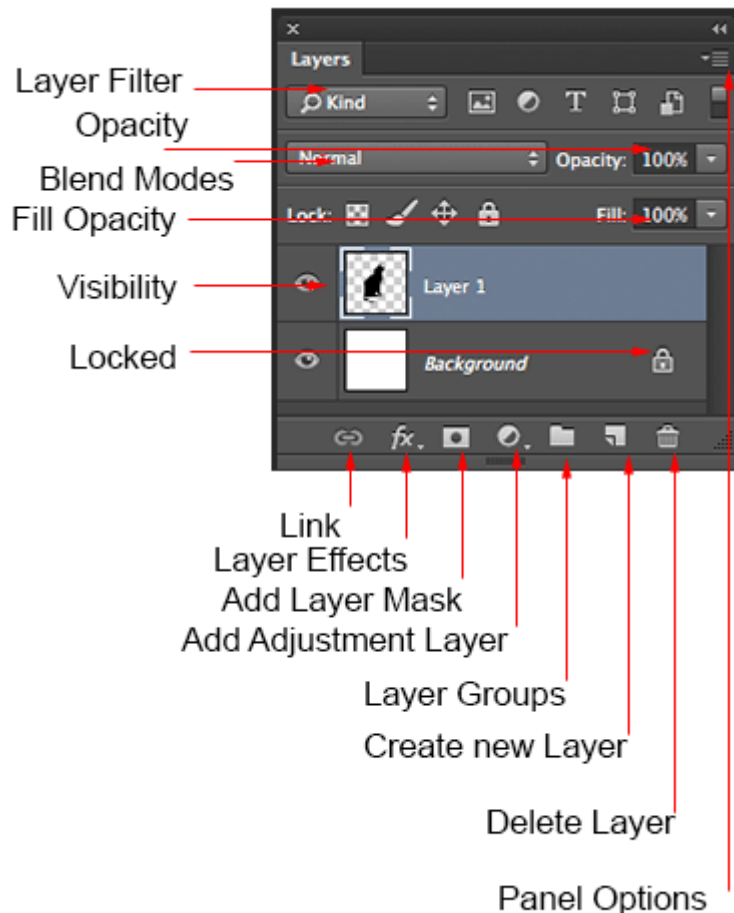 Layers
Layer Filter
Kind
T
Opacity
Normal Opacity: 100%
Blend Modes
Fill Opacity
Lock: Fill: 100%
Visibility
Layer 1
Locked
Background
fx
Link
Layer Effects
Add Layer Mask
Add Adjustment Layer
Layer Groups
Create new Layer
Delete Layer
Panel Options